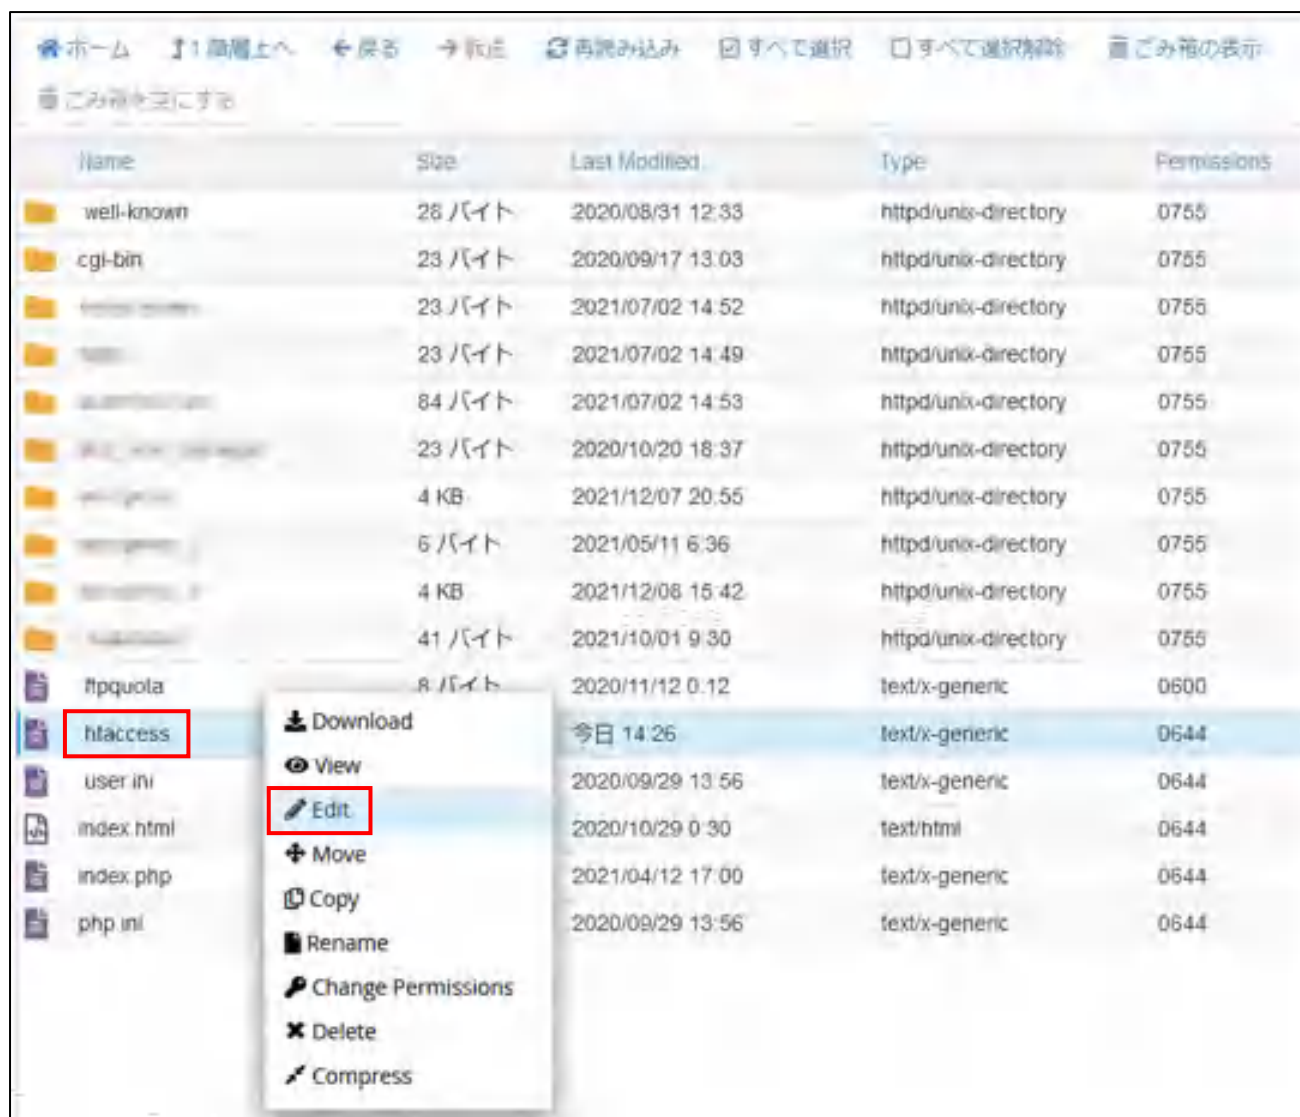 ホーム 1 階層上へ 戻る 転送 再読み込み すべて選択 すべて選択解除 ごみ箱の表示
ごみ箱を空にする
Name Size Last Modified Type Permissions
well-known 28 バイト 2020/08/31 12:33 httpd/unix-directory 0755
cgi-bin 23 バイト 2020/09/17 13:03 httpd/unix-directory 0755
23 バイト 2021/07/02 14:52 httpd/unix-directory 0755
23 バイト 2021/07/02 14:49 httpd/unix-directory 0755
84 バイト 2021/07/02 14:53 httpd/unix-directory 0755
23 バイト 2020/10/20 18:37 httpd/unix-directory 0755
4 KB 2021/12/07 20:55 httpd/unix-directory 0755
6 バイト 2021/05/11 6:36 httpd/unix-directory 0755
4 KB 2021/12/08 15:42 httpd/unix-directory 0755
41 バイト 2021/10/01 9:30 httpd/unix-directory 0755
ftpquota 8 バイト 2020/11/12 0:12 text/x-generic 0600
htaccess 今日 14:26 text/x-generic 0644
user.ini 2020/09/29 13:56 text/x-generic 0644
index.html 2020/10/29 0:30 text/html 0644
index.php 2021/04/12 17:00 text/x-generic 0644
php.ini 2020/09/29 13:56 text/x-generic 0644
Download
View
Edit
Move
Copy
Rename
Change Permissions
Delete
Compress